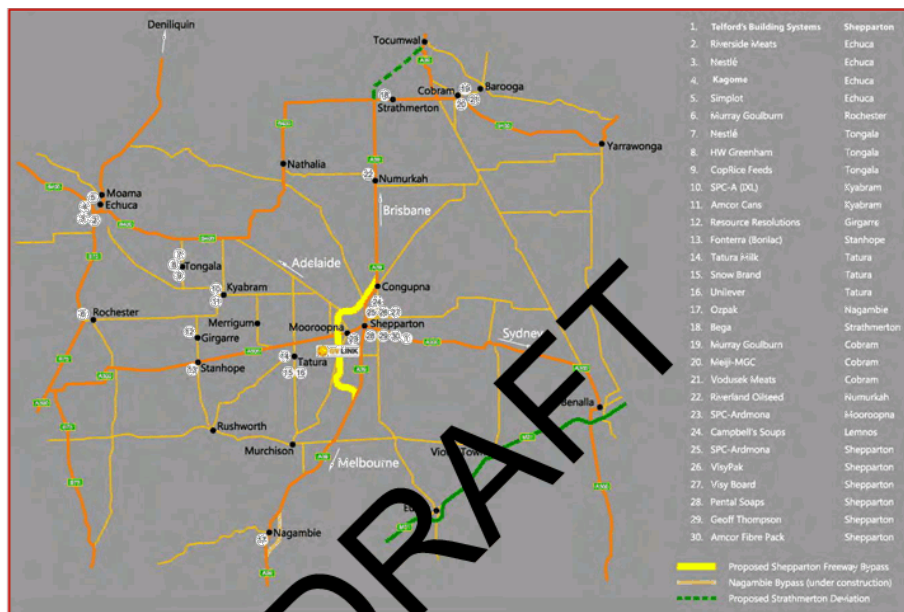 Deniliquin
Tocumwal
Barooga
Cobram
Strathmerton
Yarrawonga
Nathalia
Numurkah
Moama
Echuca
Brisbane
Tongala
Adelaide
Kyabram
Congupna
Rochester
Merrigum
Mooroopna
Shepparton
Girgarre
Sydney
GV LINK
Stanhope
Tatura
Benalla
Rushworth
Murchison
Melbourne
Nagambie
DRAFT
1. Telford's Building Systems Shepparton
2. Riverside Meats Echuca
3. Nestlé Echuca
4. Kagome Echuca
5. Simplot Echuca
6. Murray Goulburn Rochester
7. Nestlé Tongala
8. HW Greenham Tongala
9. CopRice Feeds Tongala
10. SPC-A (IXL) Kyabram
11. Amcor Cans Kyabram
12. Resource Resolutions Girgarre
13. Fonterra (Bonlac) Stanhope
14. Tatura Milk Tatura
15. Snow Brand Tatura
16. Unilever Tatura
17. Ozpak Nagambie
18. Bega Strathmerton
19. Murray Goulburn Cobram
20. Meiji-MGC Cobram
21. Vodusek Meats Cobram
22. Riverland Oilseed Numurkah
23. SPC-Ardmona Mooroopna
24. Campbell's Soups Lemnos
25. SPC-Ardmona Shepparton
26. VisyPak Shepparton
27. Visy Board Shepparton
28. Pental Soaps Shepparton
29. Geoff Thompson Shepparton
30. Amcor Fibre Pack Shepparton
Proposed Shepparton Freeway Bypass
Nagambie Bypass (under construction)
Proposed Strathmerton Deviation